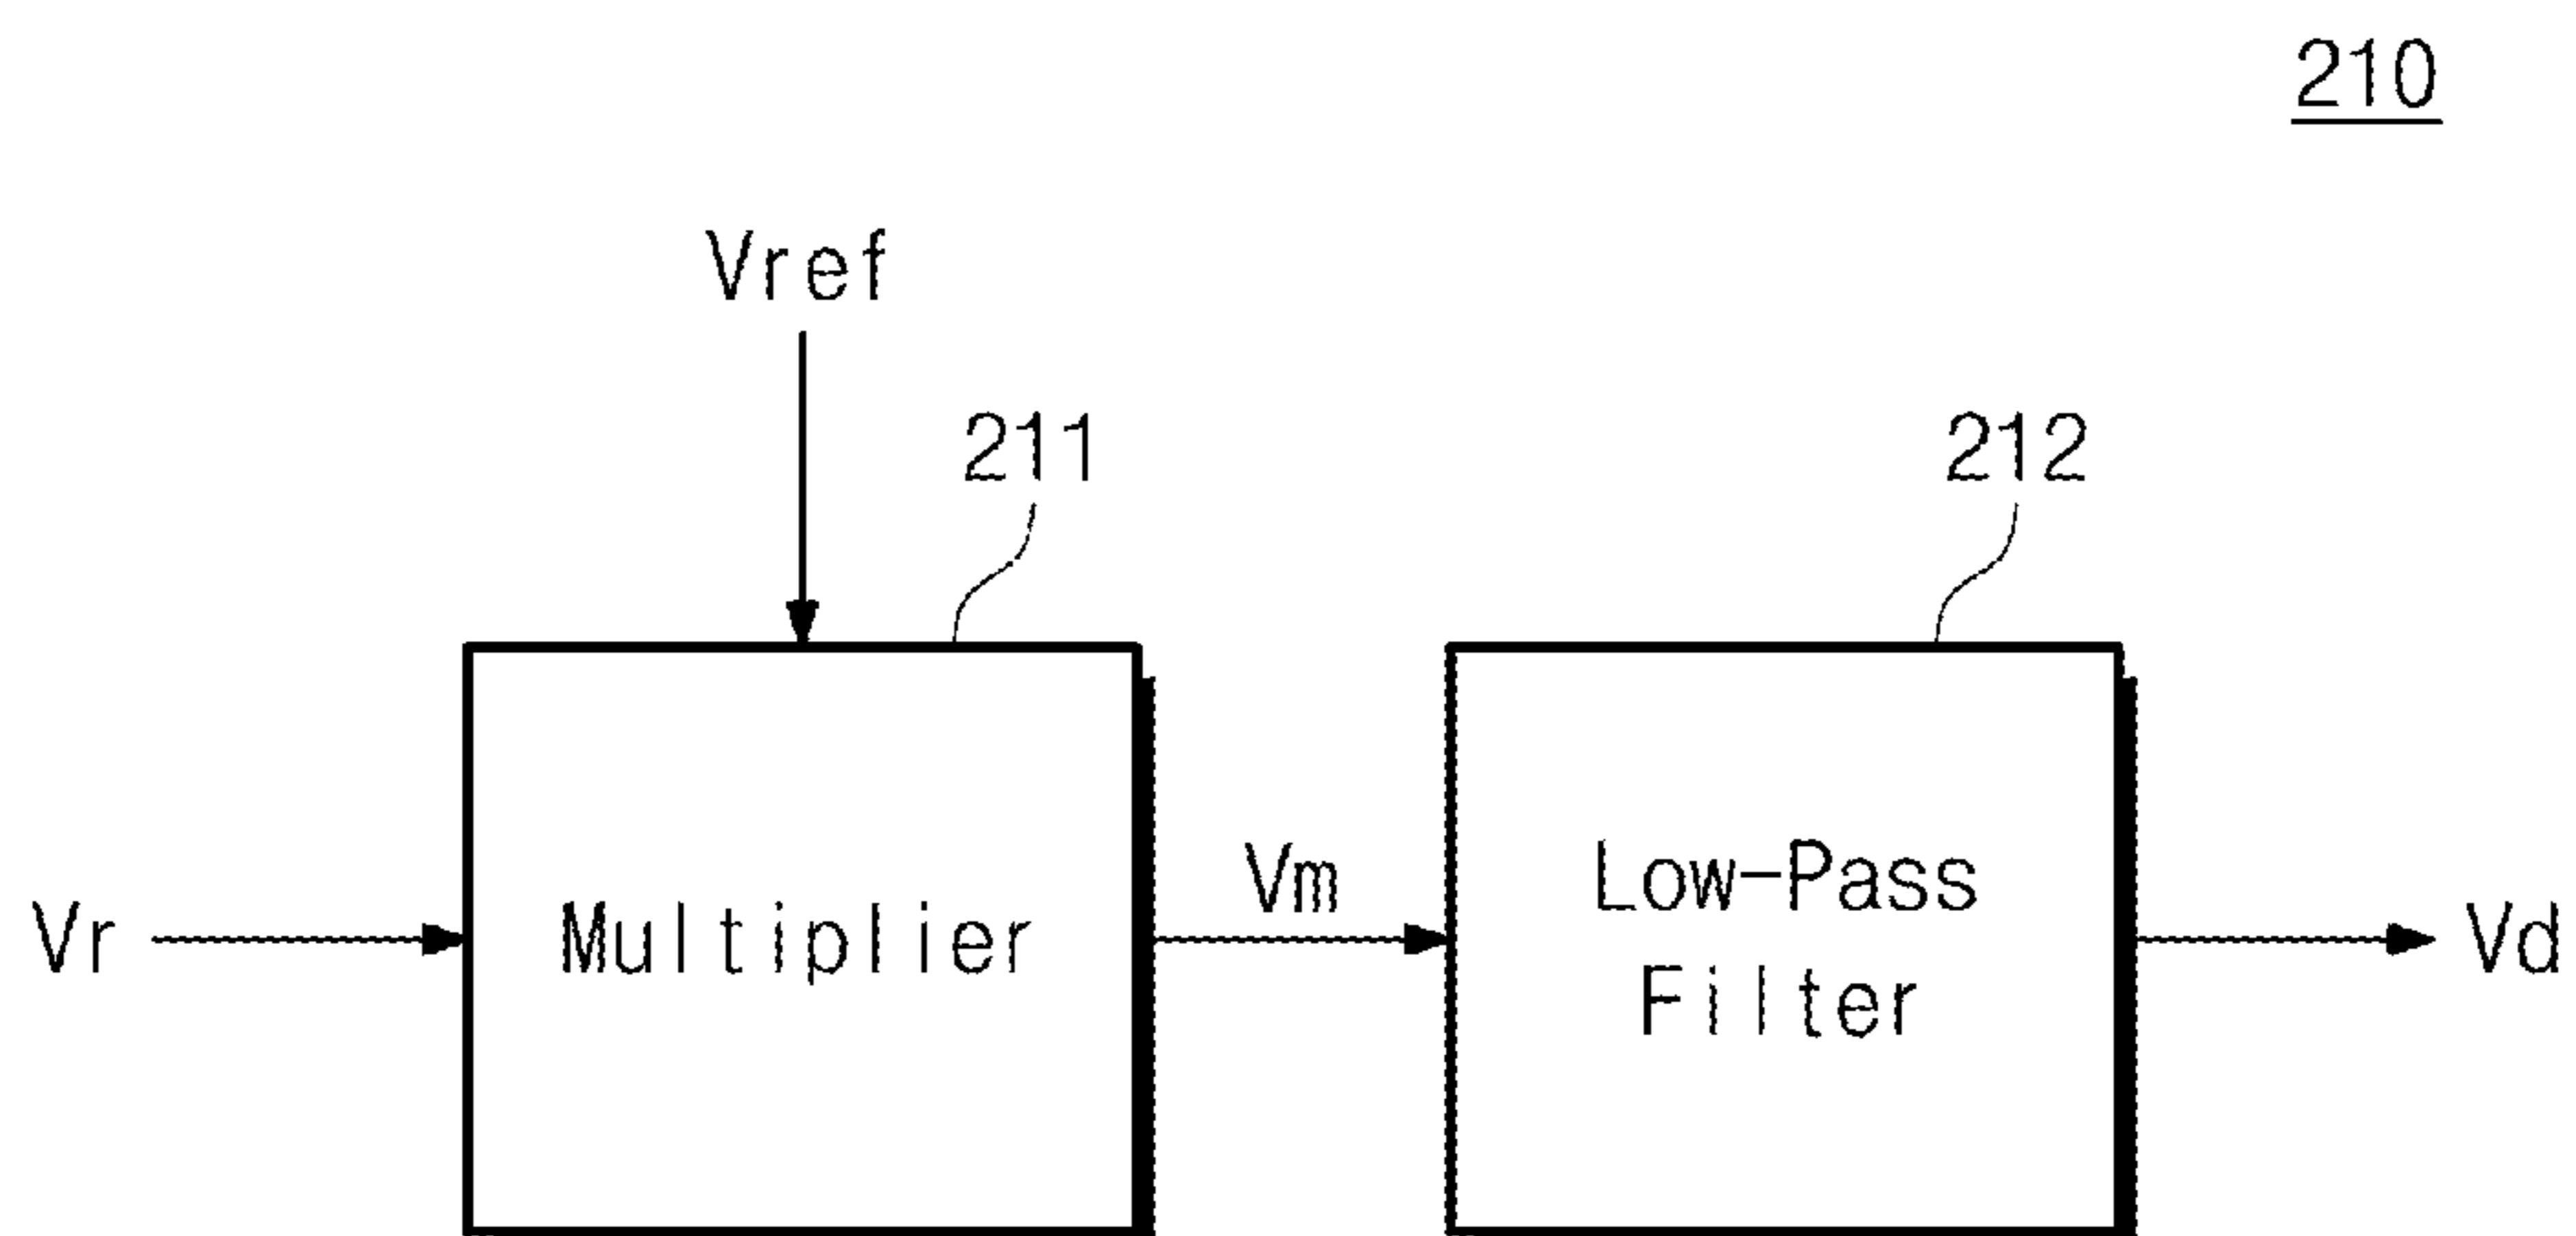 210
Vref
211
212
Vr
Multiplier
Vm
Low-Pass
Filter
Vd